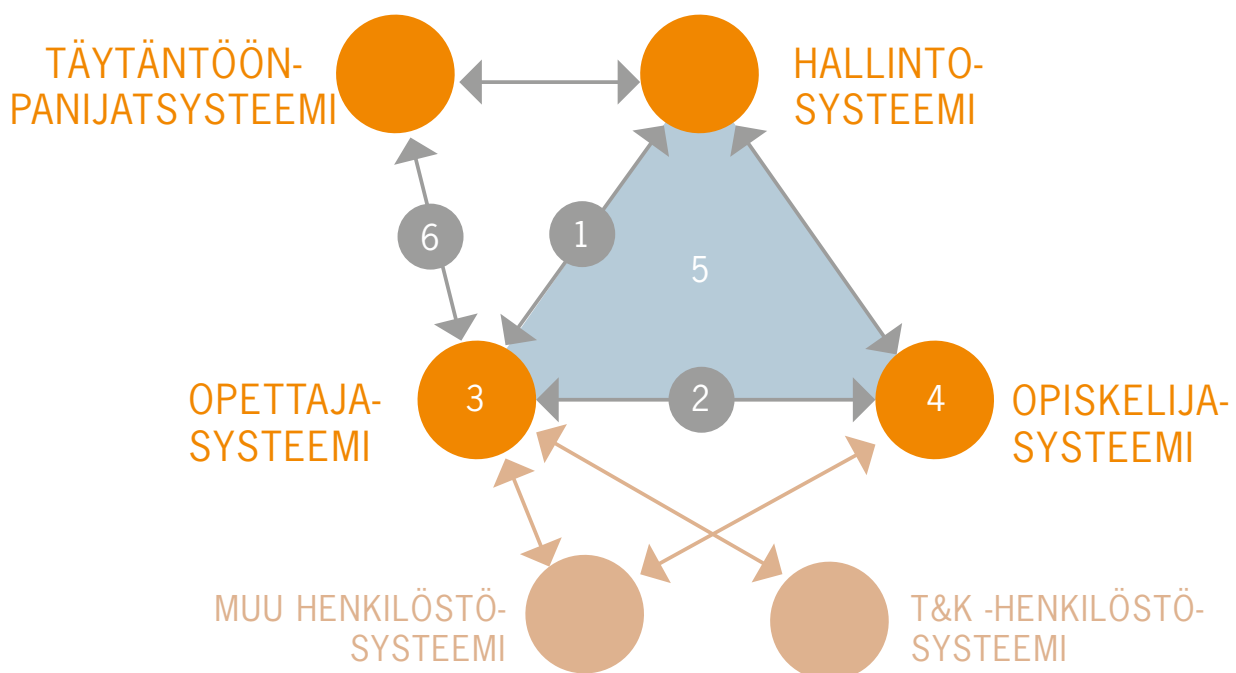 TÄYTÄNTÖÖN-
PANIJATSYSTEEMI
HALLINTO-
SYSTEEMI
6
1
5
OPETTAJA-
SYSTEEMI
3
2
4
OPISKELIJA-
SYSTEEMI
MUU HENKILÖSTÖ-
SYSTEEMI
T&K -HENKILÖSTÖ-
SYSTEEMI